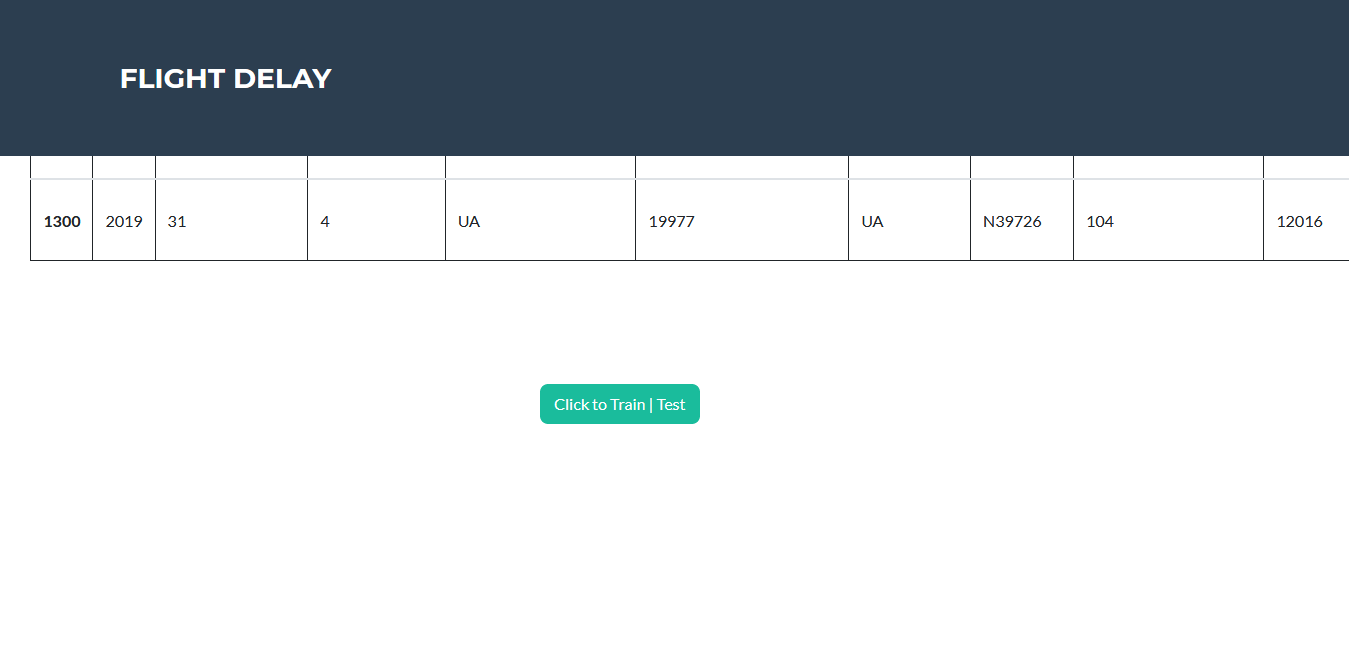 FLIGHT DELAY
1300 2019 31 4 UA 19977 UA N39726 104 12016
Click to Train | Test